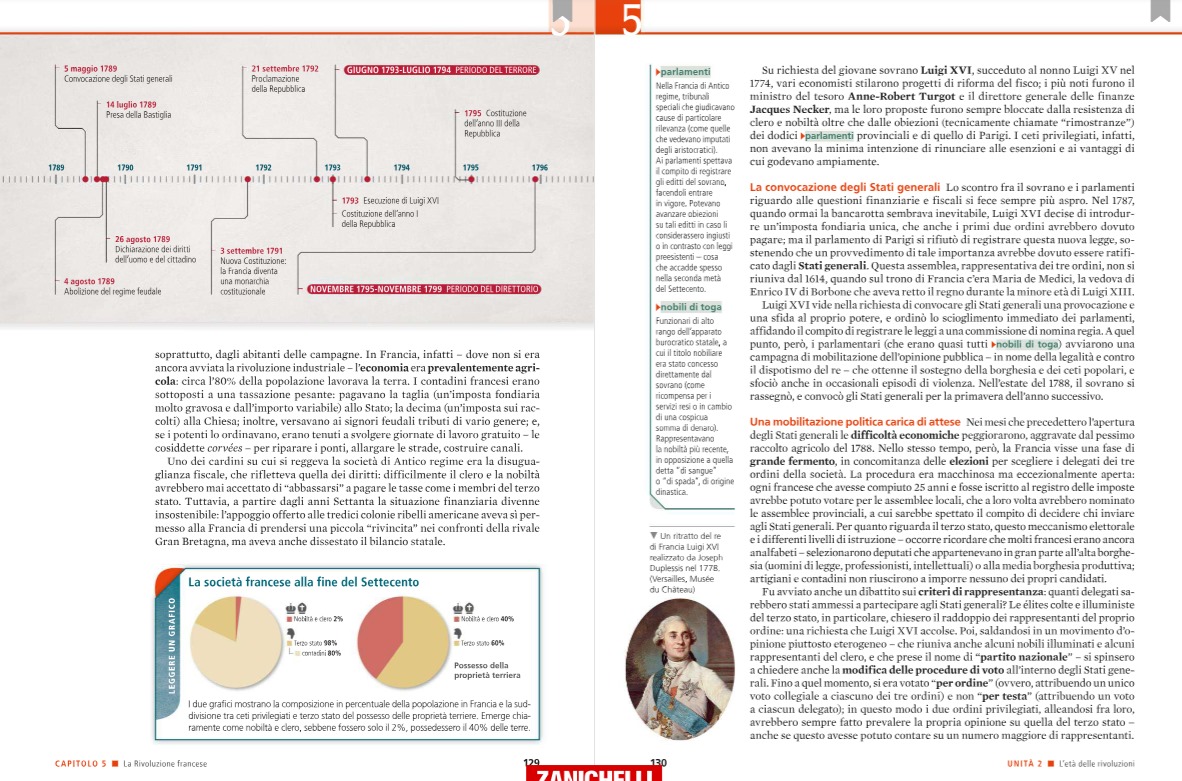 5
5
5 maggio 1789
Convocazione degli Stati generali
14 luglio 1789
Presa della Bastiglia
21 settembre 1792
Proclamazione
della Repubblica
GIUGNO 1793-LUGLIO 1794 PERIODO DEL TERRORE
1795 Costituzione
dell'anno III della
Repubblica
1789 1790 1791 1792 1793 1794 1795 1796
1793 Esecuzione di Luigi XVI
Costituzione dell'anno I
della Repubblica
26 agosto 1789
Dichiarazione dei diritti
dell'uomo e del cittadino
3 settembre 1791
Nuova Costituzione:
la Francia diventa
una monarchia
costituzionale
4 agosto 1789
Abolizione del regime feudale
NOVEMBRE 1795-NOVEMBRE 1799 PERIODO DEL DIRETTORIO
soprattutto, dagli abitanti delle campagne. In Francia, infatti – dove non si era
ancora avviata la rivoluzione industriale – l'economia era prevalentemente agri-
cola: circa l'80% della popolazione lavorava la terra. I contadini francesi erano
sottoposti a una tassazione pesante: pagavano la taglia (un'imposta fondiaria
molto gravosa e dall'importo variabile) allo Stato; la decima (un'imposta sui rac-
colti) alla Chiesa; inoltre, versavano ai signori feudali tributi di vario genere; e,
se i potenti lo ordinavano, erano tenuti a svolgere giornate di lavoro gratuito – le
cosiddette corvées – per riparare i ponti, allargare le strade, costruire canali.
Uno dei cardini su cui si reggeva la società di Antico regime era la disugua-
glianza fiscale, che rifletteva quella dei diritti: difficilmente il clero e la nobiltà
avrebbero mai accettato di "abbassarsi" a pagare le tasse come i membri del terzo
stato. Tuttavia, a partire dagli anni Settanta la situazione finanziaria divenne
insostenibile: l'appoggio offerto alle tredici colonie ribelli americane aveva sì per-
messo alla Francia di prendersi una piccola "rivincita" nei confronti della rivale
Gran Bretagna, ma aveva anche dissestato il bilancio statale.
LEGGERE UN GRAFICO
La società francese alla fine del Settecento
Nobiltà e clero 2%
Terzo stato 98%
contadini 80%
Nobiltà e clero 40%
Terzo stato 60%
Possesso della
proprietà terriera
I due grafici mostrano la composizione in percentuale della popolazione in Francia e la sud-
divisione tra ceti privilegiati e terzo stato del possesso delle proprietà terriere. Emerge chia-
ramente come nobiltà e clero, sebbene fossero solo il 2%, possedessero il 40% delle terre.
CAPITOLO 5 ■ La Rivoluzione francese
129
parlamenti
Nella Francia di Antico
regime, tribunali
speciali che giudicavano
cause di particolare
rilevanza (come quelle
che vedevano imputati
degli aristocratici).
Ai parlamenti spettava
il compito di registrare
gli editti del sovrano,
facendoli entrare
in vigore. Potevano
avanzare obiezioni
su tali editti in caso li
considerassero ingiusti
o in contrasto con leggi
preesistenti – cosa
che accadde spesso
nella seconda metà
del Settecento.
nobili di toga
Funzionari di alto
rango dell'apparato
burocratico statale, a
cui il titolo nobiliare
era stato concesso
direttamente dal
sovrano (come
ricompensa per i
servizi resi o in cambio
di una cospicua
somma di denaro).
Rappresentavano
la nobiltà più recente,
in opposizione a quella
detta "di sangue"
o "di spada", di origine
dinastica.
▼ Un ritratto del re
di Francia Luigi XVI
realizzato da Joseph
Duplessis nel 1778.
(Versailles, Musée
du Château)
Su richiesta del giovane sovrano Luigi XVI, succeduto al nonno Luigi XV nel
1774, vari economisti stilarono progetti di riforma del fisco; i più noti furono il
ministro del tesoro Anne-Robert Turgot e il direttore generale delle finanze
Jacques Necker, ma le loro proposte furono sempre bloccate dalla resistenza di
clero e nobiltà oltre che dalle obiezioni (tecnicamente chiamate "rimostranze")
dei dodici parlamenti provinciali e di quello di Parigi. I ceti privilegiati, infatti,
non avevano la minima intenzione di rinunciare alle esenzioni e ai vantaggi di
cui godevano ampiamente.
La convocazione degli Stati generali Lo scontro fra il sovrano e i parlamenti
riguardo alle questioni finanziarie e fiscali si fece sempre più aspro. Nel 1787,
quando ormai la bancarotta sembrava inevitabile, Luigi XVI decise di introdur-
re un'imposta fondiaria unica, che anche i primi due ordini avrebbero dovuto
pagare; ma il parlamento di Parigi si rifiutò di registrare questa nuova legge, so-
stenendo che un provvedimento di tale importanza avrebbe dovuto essere ratifi-
cato dagli Stati generali. Questa assemblea, rappresentativa dei tre ordini, non si
riuniva dal 1614, quando sul trono di Francia c'era Maria de Medici, la vedova di
Enrico IV di Borbone che aveva retto il regno durante la minore età di Luigi XIII.
Luigi XVI vide nella richiesta di convocare gli Stati generali una provocazione e
una sfida al proprio potere, e ordinò lo scioglimento immediato dei parlamenti,
affidando il compito di registrare le leggi a una commissione di nomina regia. A quel
punto, però, i parlamentari (che erano quasi tutti nobili di toga) avviarono una
campagna di mobilitazione dell'opinione pubblica – in nome della legalità e contro
il dispotismo del re – che ottenne il sostegno della borghesia e dei ceti popolari, e
sfociò anche in occasionali episodi di violenza. Nell'estate del 1788, il sovrano si
rassegnò, e convocò gli Stati generali per la primavera dell'anno successivo.
Una mobilitazione politica carica di attese Nei mesi che precedettero l'apertura
degli Stati generali le difficoltà economiche peggiorarono, aggravate dal pessimo
raccolto agricolo del 1788. Nello stesso tempo, però, la Francia visse una fase di
grande fermento, in concomitanza delle elezioni per scegliere i delegati dei tre
ordini della società. La procedura era macchinosa ma eccezionalmente aperta:
ogni francese che avesse compiuto 25 anni e fosse iscritto al registro delle imposte
avrebbe potuto votare per le assemblee locali, che a loro volta avrebbero nominato
le assemblee provinciali, a cui sarebbe spettato il compito di decidere chi inviare
agli Stati generali. Per quanto riguarda il terzo stato, questo meccanismo elettorale
e i differenti livelli di istruzione – occorre ricordare che molti francesi erano ancora
analfabeti – selezionarono deputati che appartenevano in gran parte all'alta borghe-
sia (uomini di legge, professionisti, intellettuali) o alla media borghesia produttiva;
artigiani e contadini non riuscirono a imporre nessuno dei propri candidati.
Fu avviato anche un dibattito sui criteri di rappresentanza: quanti delegati sa-
rebbero stati ammessi a partecipare agli Stati generali? Le élites colte e illuministe
del terzo stato, in particolare, chiesero il raddoppio dei rappresentanti del proprio
ordine: una richiesta che Luigi XVI accolse. Poi, saldandosi in un movimento d'o-
pinione piuttosto eterogeneo – che riuniva anche alcuni nobili illuminati e alcuni
rappresentanti del clero, e che prese il nome di "partito nazionale" – si spinsero
a chiedere anche la modifica delle procedure di voto all'interno degli Stati gene-
rali. Fino a quel momento, si era votato "per ordine" (ovvero, attribuendo un unico
voto collegiale a ciascuno dei tre ordini) e non "per testa" (attribuendo un voto
a ciascun delegato); in questo modo i due ordini privilegiati, alleandosi fra loro,
avrebbero sempre fatto prevalere la propria opinione su quella del terzo stato –
anche se questo avesse potuto contare su un numero maggiore di rappresentanti.
130
UNITÀ 2 ■ L'età delle rivoluzioni
ZANICHELLI